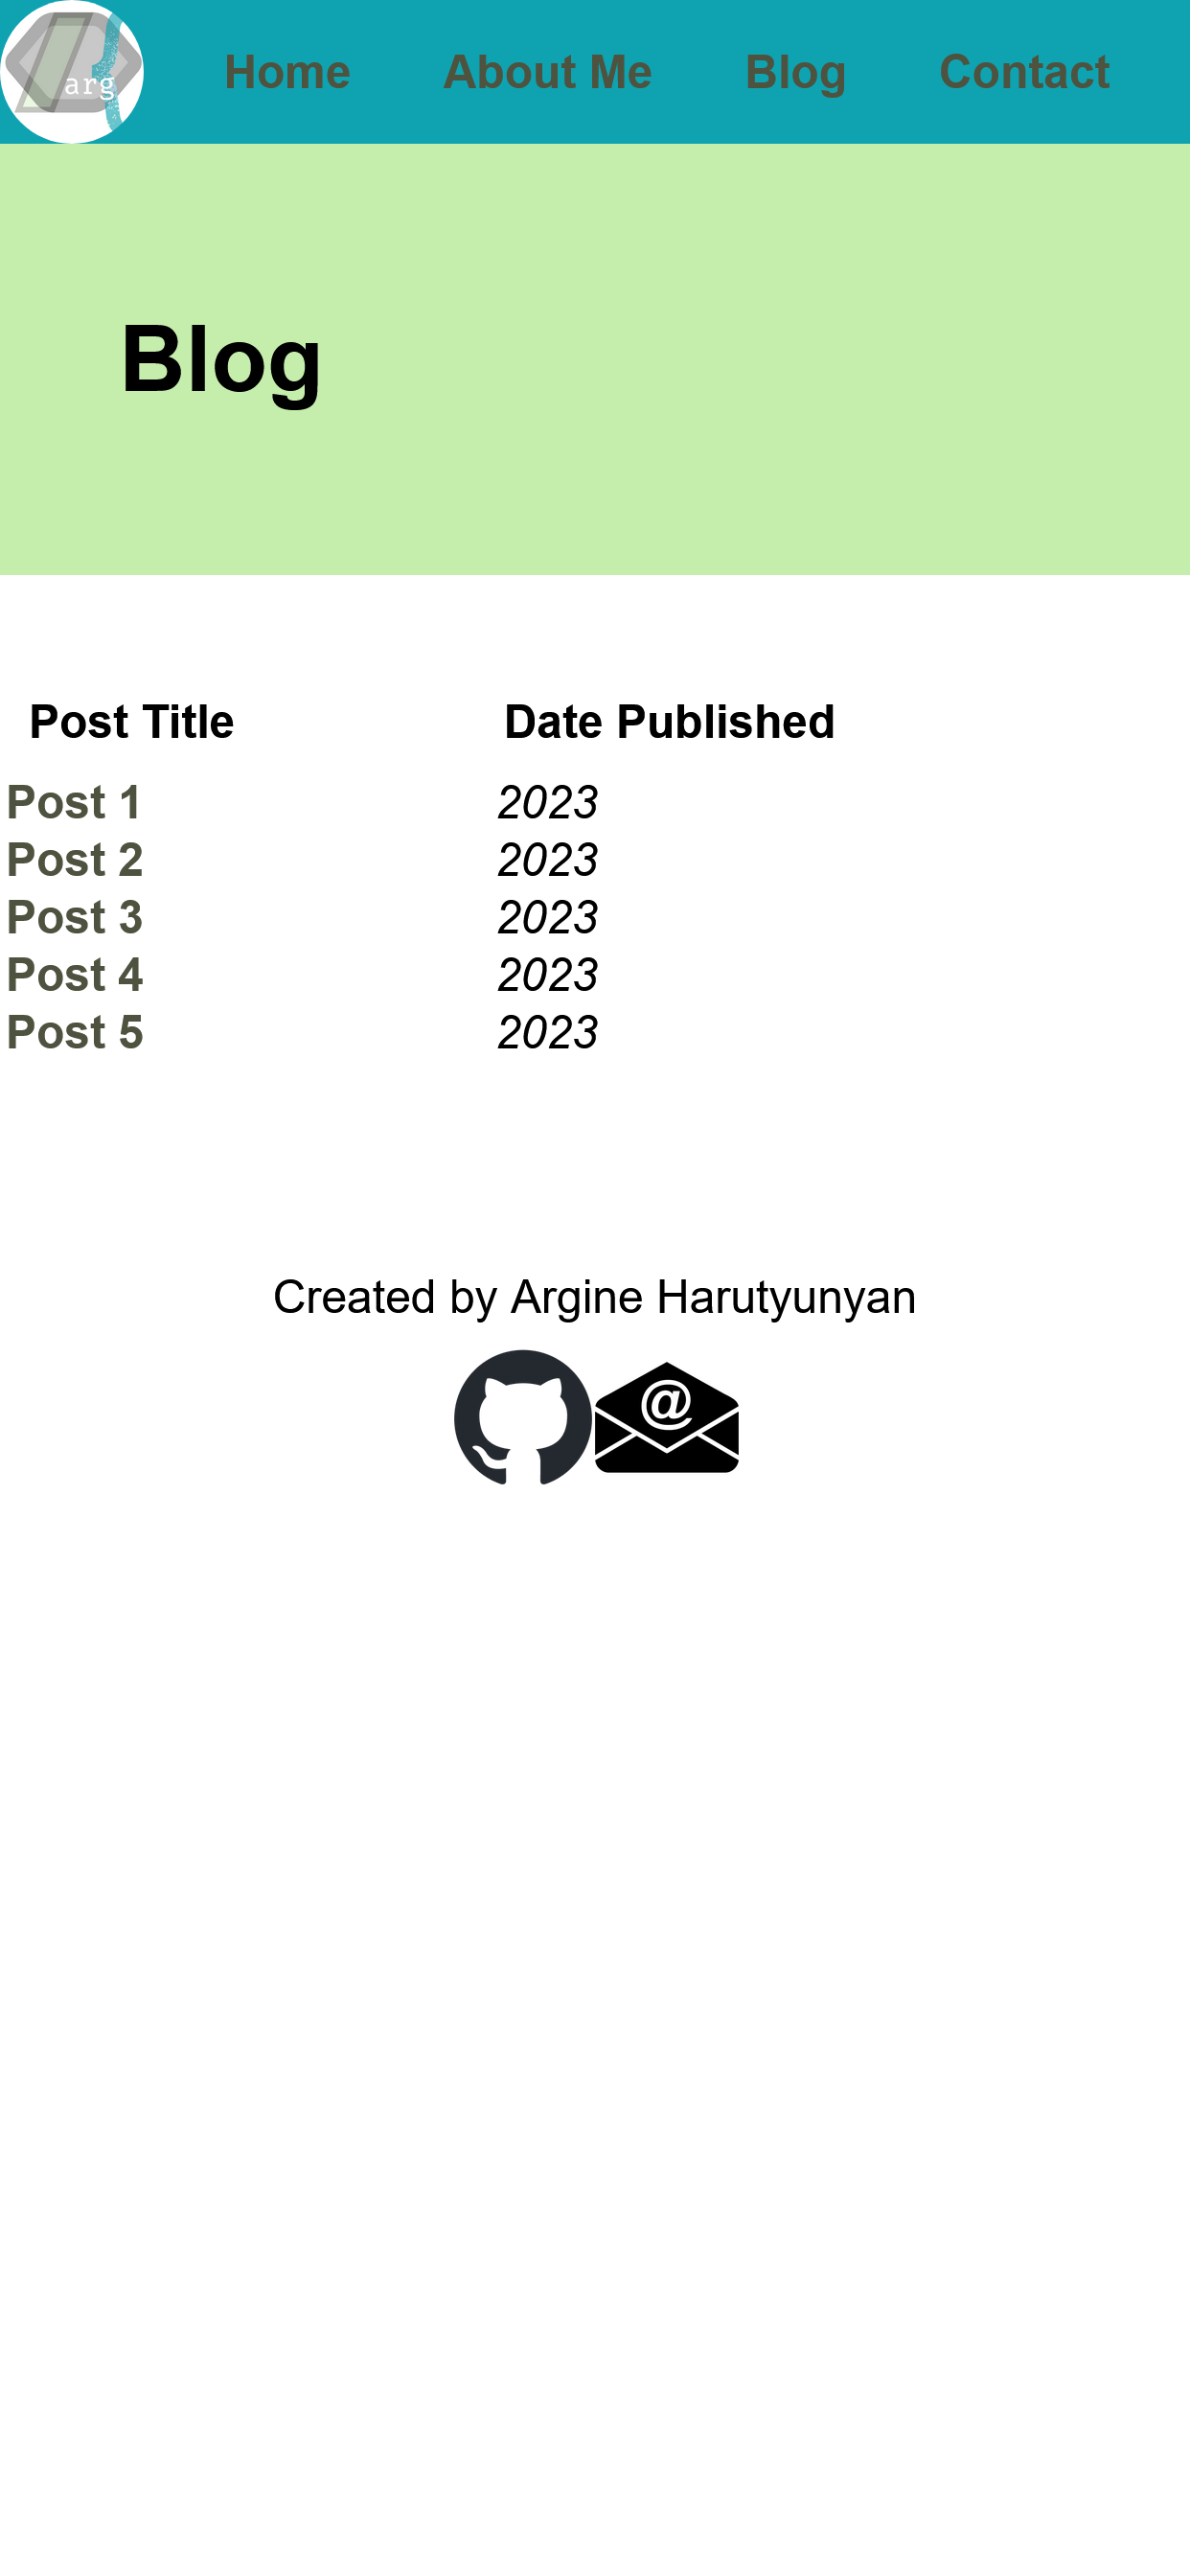 arg
Home About Me Blog Contact
Blog
Post Title Date Published
Post 1 2023
Post 2 2023
Post 3 2023
Post 4 2023
Post 5 2023
Created by Argine Harutyunyan
@